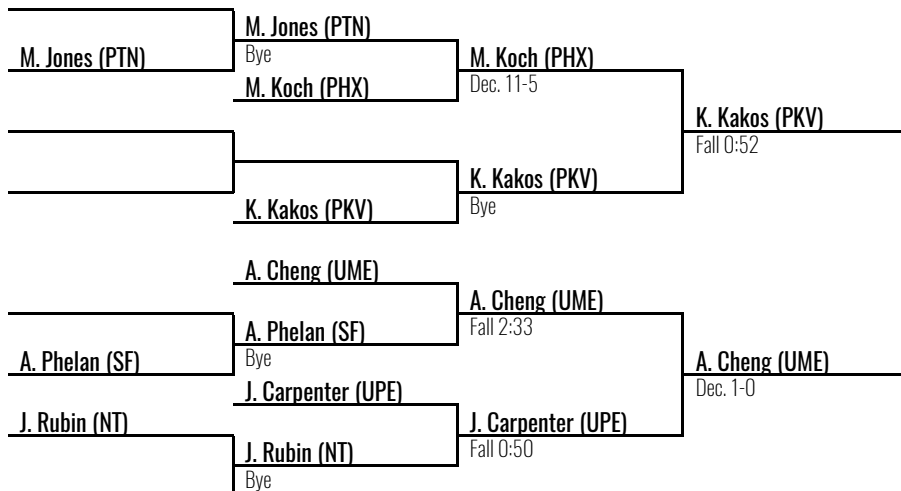 M. Jones (PTN)
M. Jones (PTN)
Bye
M. Koch (PHX)
M. Koch (PHX)
Dec. 11-5
K. Kakos (PKV)
Fall 0:52
K. Kakos (PKV)
K. Kakos (PKV)
Bye
A. Cheng (UME)
A. Cheng (UME)
Fall 2:33
A. Phelan (SF)
A. Phelan (SF)
Bye
A. Cheng (UME)
Dec. 1-0
J. Carpenter (UPE)
J. Carpenter (UPE)
Fall 0:50
J. Rubin (NT)
J. Rubin (NT)
Bye